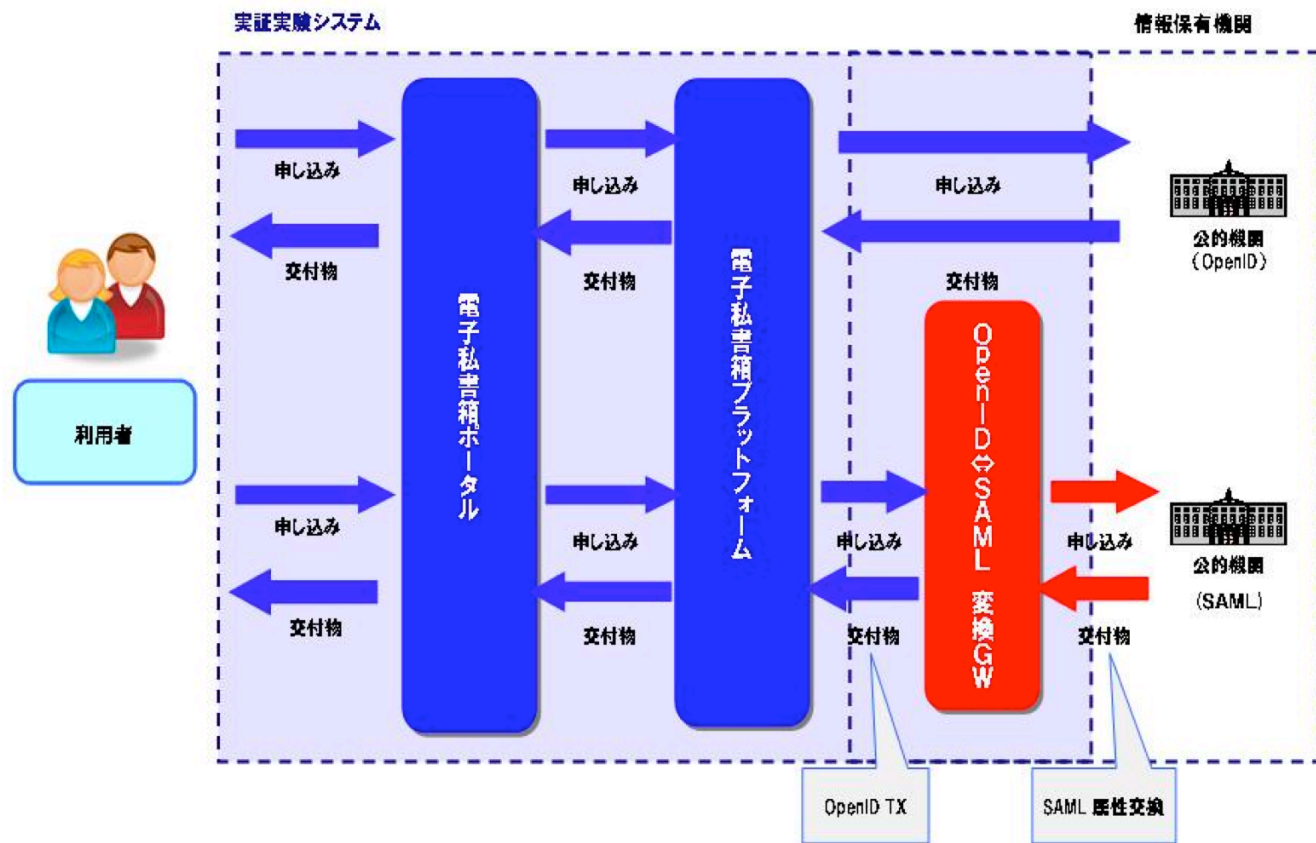 実証実験システム
情報保有機関
申し込み
申し込み
申し込み
交付物
交付物
交付物
公的機関
(OpenID)
利用者
電子私書箱ポータル
電子私書箱プラットフォーム
OpenID⇔SAML 変換GW
申し込み
申し込み
申し込み
申し込み
交付物
交付物
交付物
交付物
公的機関
(SAML)
OpenID TX
SAML 属性交換